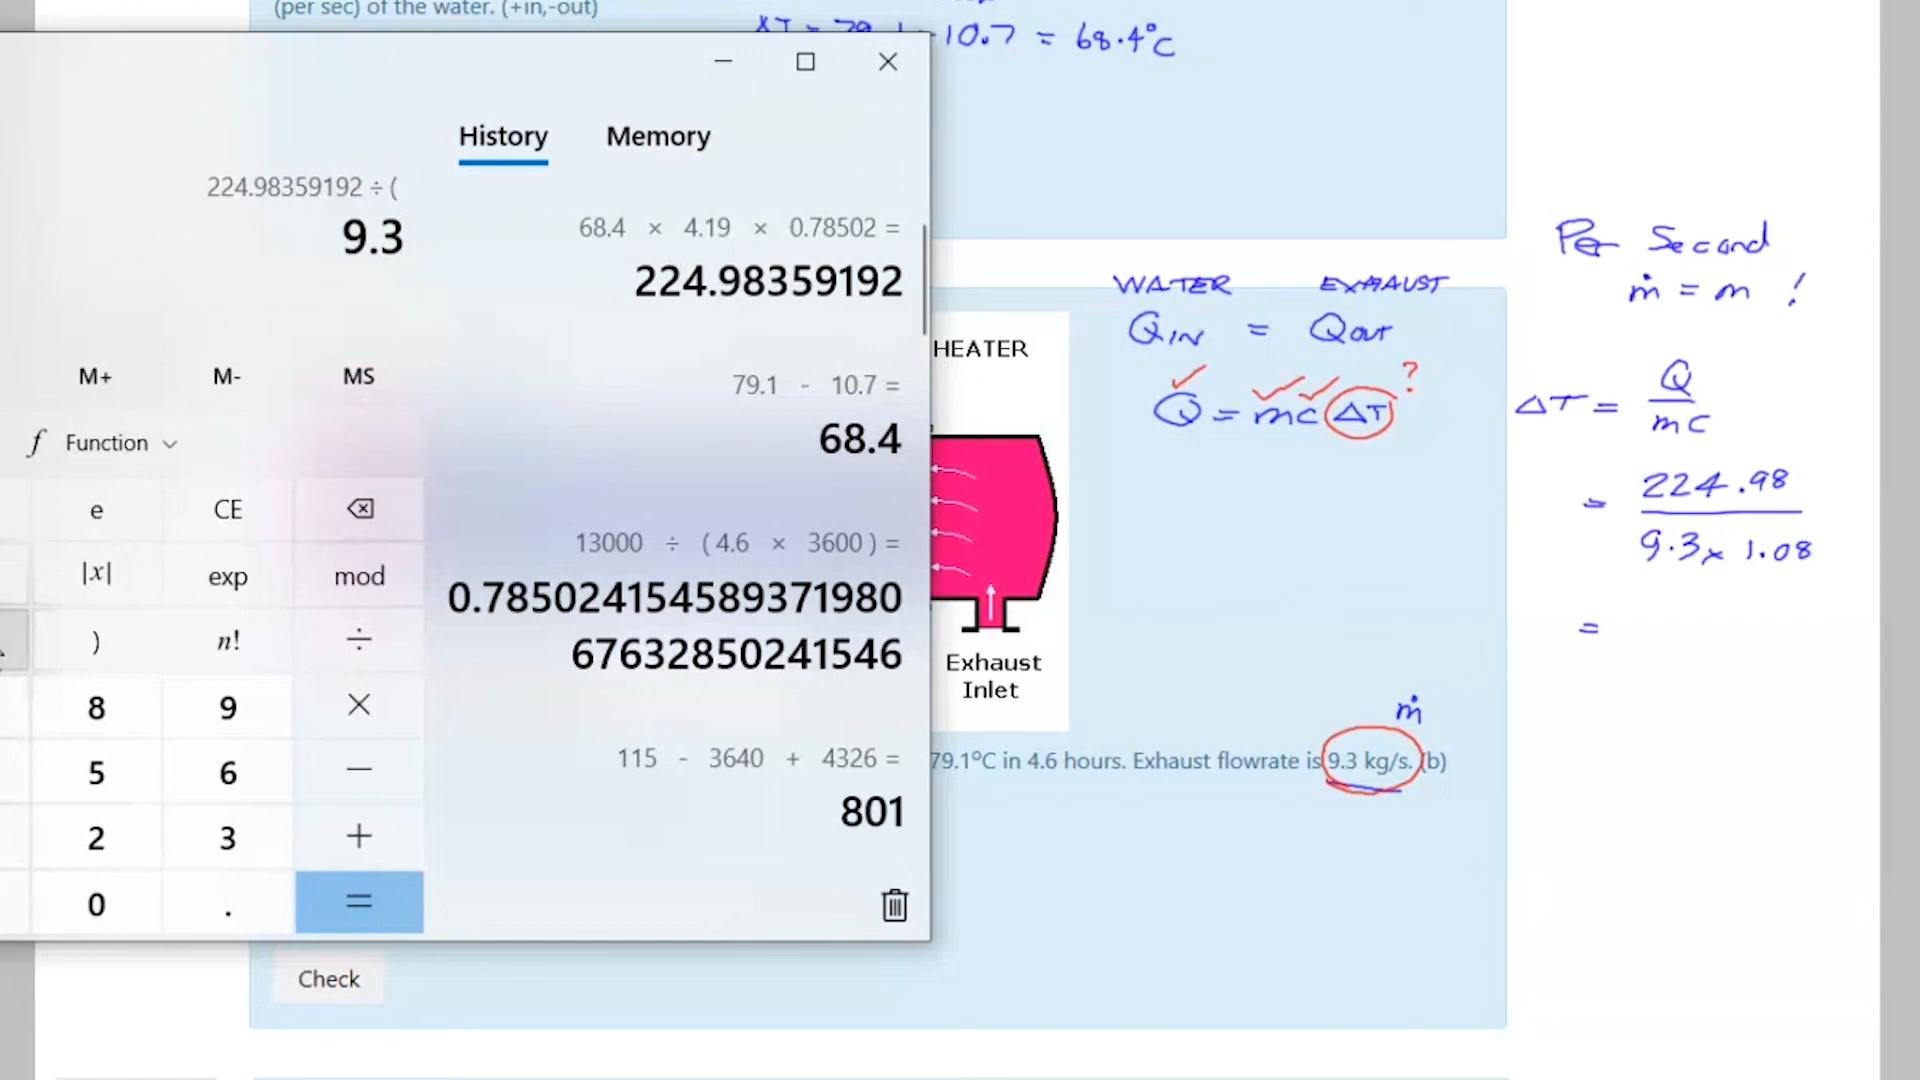 (per sec) of the water. (+in,-out)
10.7 = 68.4°C
History
Memory
224.98359192 ÷ (
9.3
68.4 × 4.19 × 0.78502 =
224.98359192
79.1 - 10.7 =
68.4
13000 ÷ ( 4.6 × 3600 ) =
0.785024154589371980
67632850241546
115 - 3640 + 4326 =
801
M+ M- MS
f Function
e CE
|x| exp mod
) n! ÷
8 9 ×
5 6 −
2 3 +
0 . =
WATER EXHAUST
QIN = QOUT
Q = mc ΔT ?
HEATER
Exhaust
Inlet
ṁ
79.1°C in 4.6 hours. Exhaust flowrate is 9.3 kg/s. (b)
Per Second
ṁ = m !
ΔT = Q
mc
= 224.98
9.3 × 1.08
=
Check